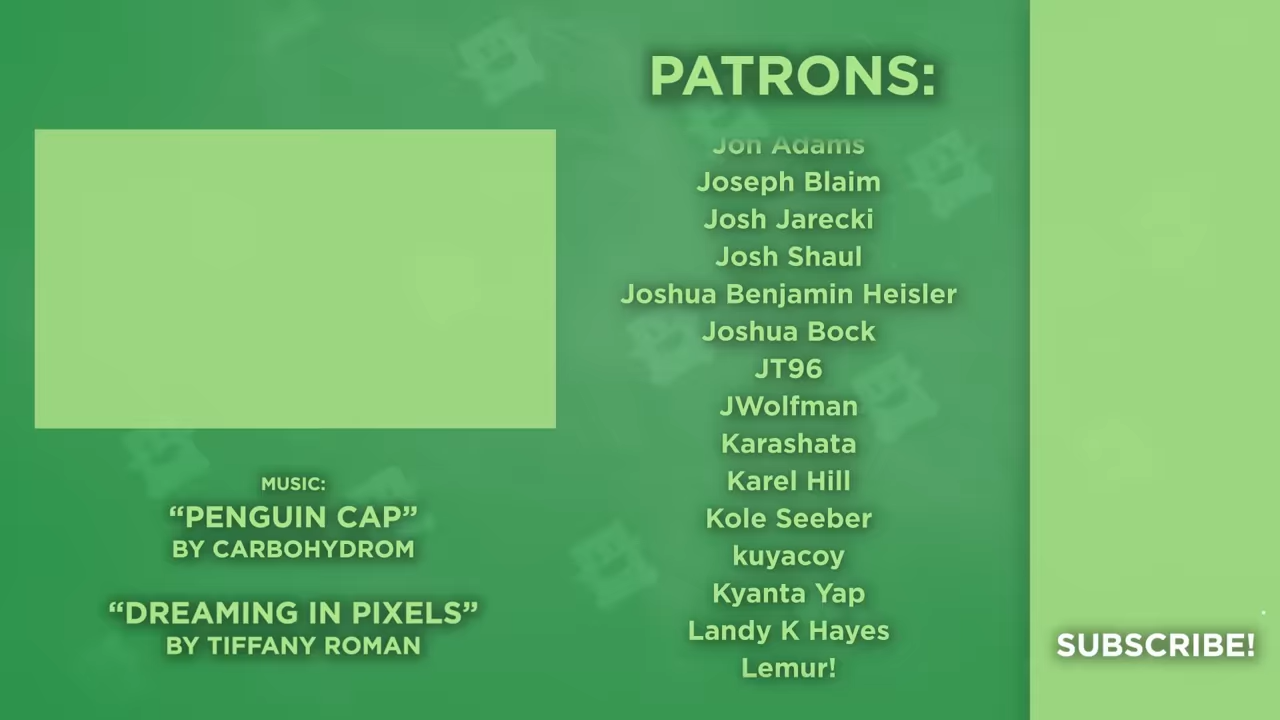 PATRONS:
Jon Adams
Joseph Blaim
Josh Jarecki
Josh Shaul
Joshua Benjamin Heisler
Joshua Bock
JT96
JWolfman
Karashata
Karel Hill
Kole Seeber
kuyacoy
Kyanta Yap
Landy K Hayes
Lemur!
MUSIC:
“PENGUIN CAP”
BY CARBOHYDROM
“DREAMING IN PIXELS”
BY TIFFANY ROMAN
SUBSCRIBE!